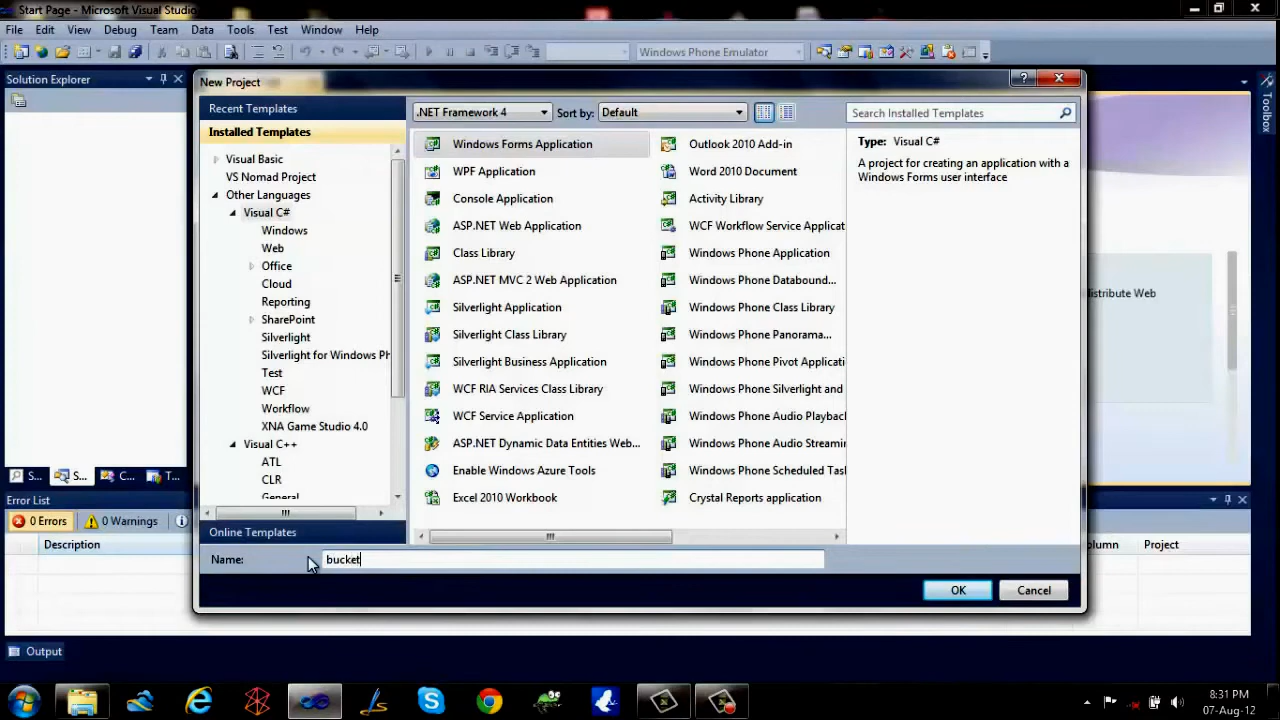 Start Page - Microsoft Visual Studio
File Edit View Debug Team Data Tools Test Window Help
Windows Phone Emulator
Solution Explorer
New Project
Recent Templates
Installed Templates
Visual Basic
VS Nomad Project
Other Languages
Visual C#
Windows
Web
Office
Cloud
Reporting
SharePoint
Silverlight
Silverlight for Windows Ph
Test
WCF
Workflow
XNA Game Studio 4.0
Visual C++
ATL
CLR
General
Online Templates
.NET Framework 4 Sort by: Default
Windows Forms Application
WPF Application
Console Application
ASP.NET Web Application
Class Library
ASP.NET MVC 2 Web Application
Silverlight Application
Silverlight Class Library
Silverlight Business Application
WCF RIA Services Class Library
WCF Service Application
ASP.NET Dynamic Data Entities Web...
Enable Windows Azure Tools
Excel 2010 Workbook
Outlook 2010 Add-in
Word 2010 Document
Activity Library
WCF Workflow Service Applicat
Windows Phone Application
Windows Phone Databound...
Windows Phone Class Library
Windows Phone Panorama...
Windows Phone Pivot Applicati
Windows Phone Silverlight and
Windows Phone Audio Playback
Windows Phone Audio Streamin
Windows Phone Scheduled Tasl
Crystal Reports application
Search Installed Templates
Type: Visual C#
A project for creating an application with a
Windows Forms user interface
Name: bucket
OK Cancel
Toolbox
distribute Web
S... S... C... T...
Error List
0 Errors 0 Warnings
Description olumn Project
Output
8:31 PM
07-Aug-12